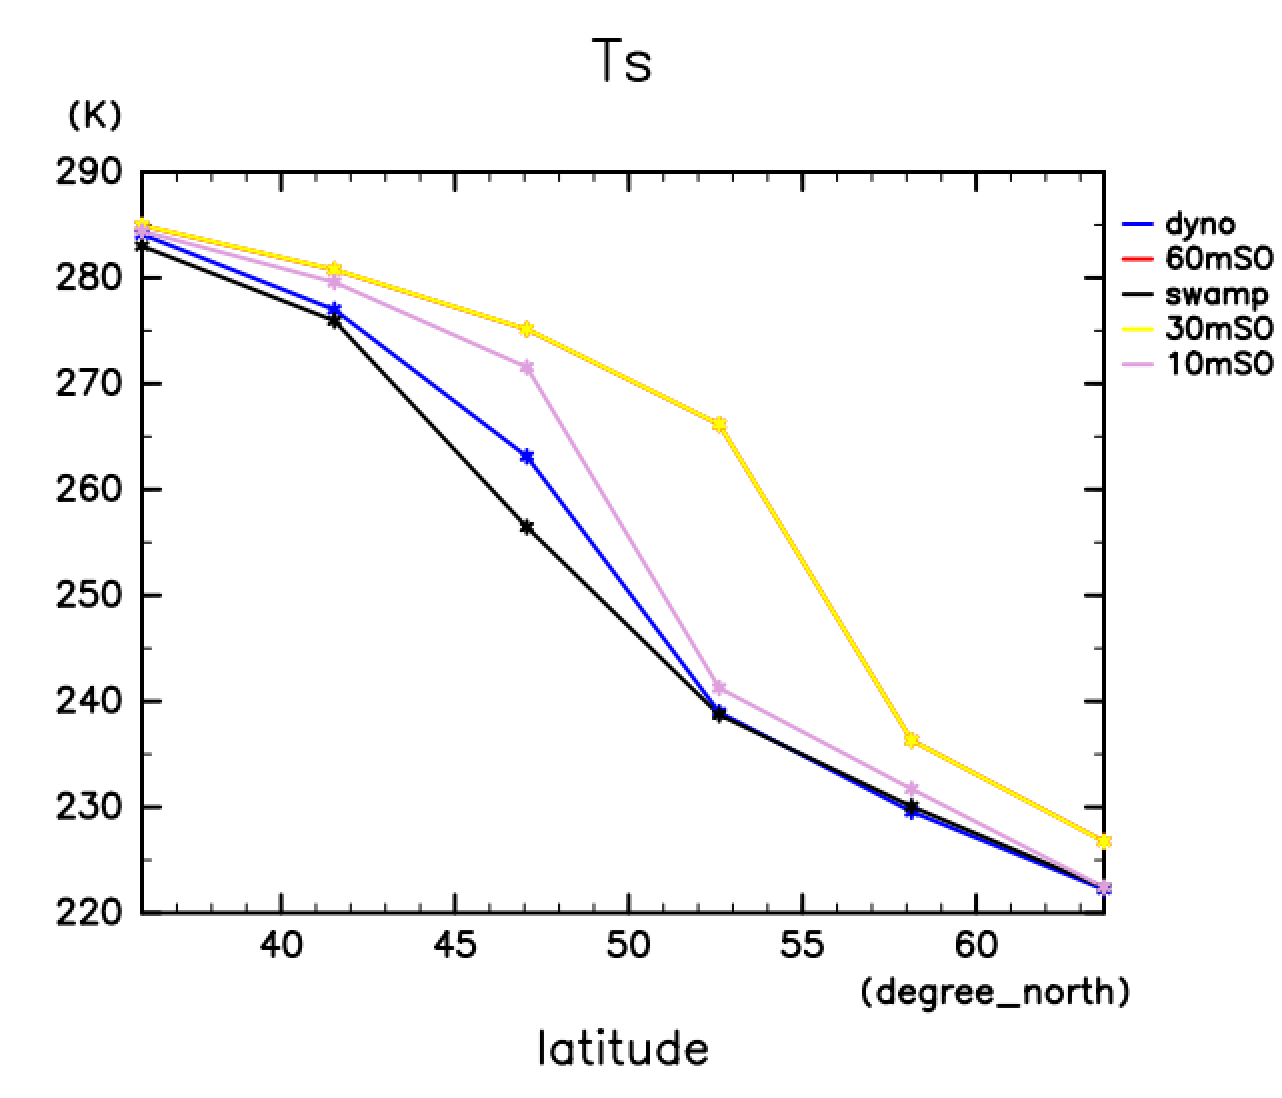 Ts
(K)
290
280
270
260
250
240
230
220
40 45 50 55 60
(degree_north)
latitude
dyno
60mSO
swamp
30mSO
10mSO